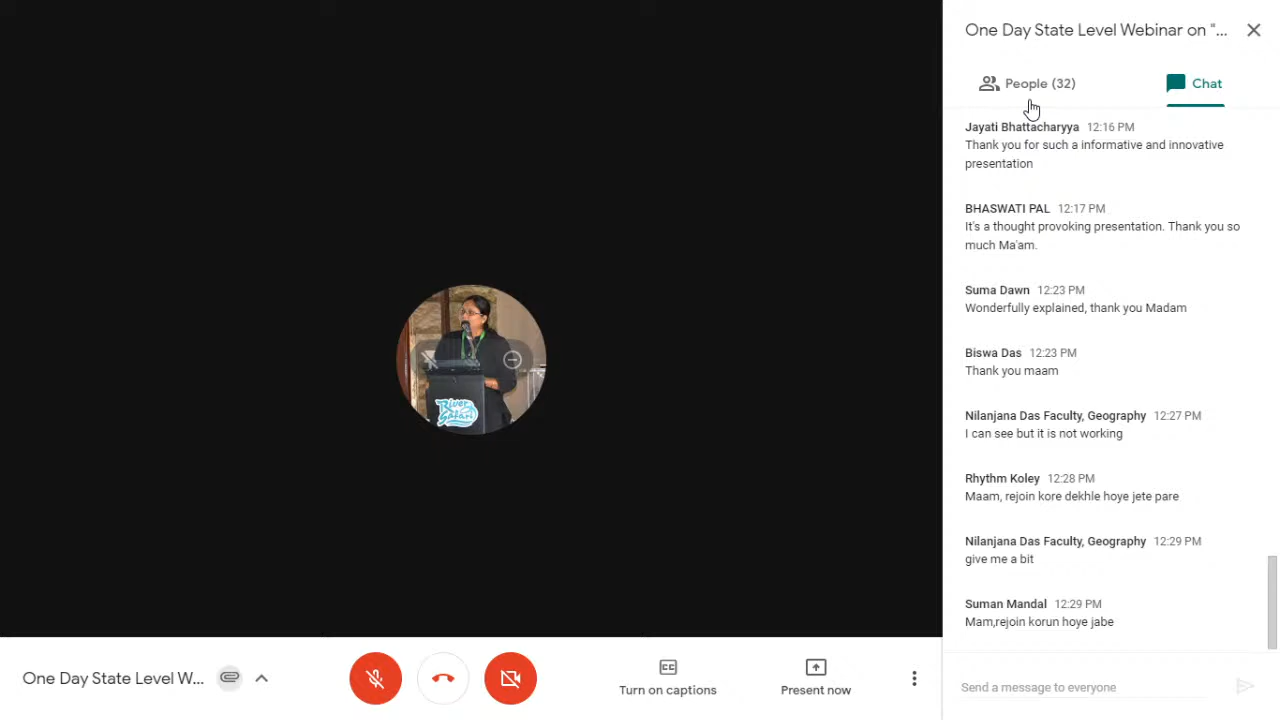 One Day State Level Webinar on “...
People (32)
Chat
Jayati Bhattacharyya 12:16 PM
Thank you for such a informative and innovative
presentation
BHASWATI PAL 12:17 PM
It's a thought provoking presentation. Thank you so
much Ma'am.
Suma Dawn 12:23 PM
Wonderfully explained, thank you Madam
Biswa Das 12:23 PM
Thank you maam
Nilanjana Das Faculty, Geography 12:27 PM
I can see but it is not working
Rhythm Koley 12:28 PM
Maam, rejoin kore dekhle hoye jete pare
Nilanjana Das Faculty, Geography 12:29 PM
give me a bit
Suman Mandal 12:29 PM
Mam,rejoin korun hoye jabe
Send a message to everyone
River
Safari
One Day State Level W...
CC
Turn on captions
Present now